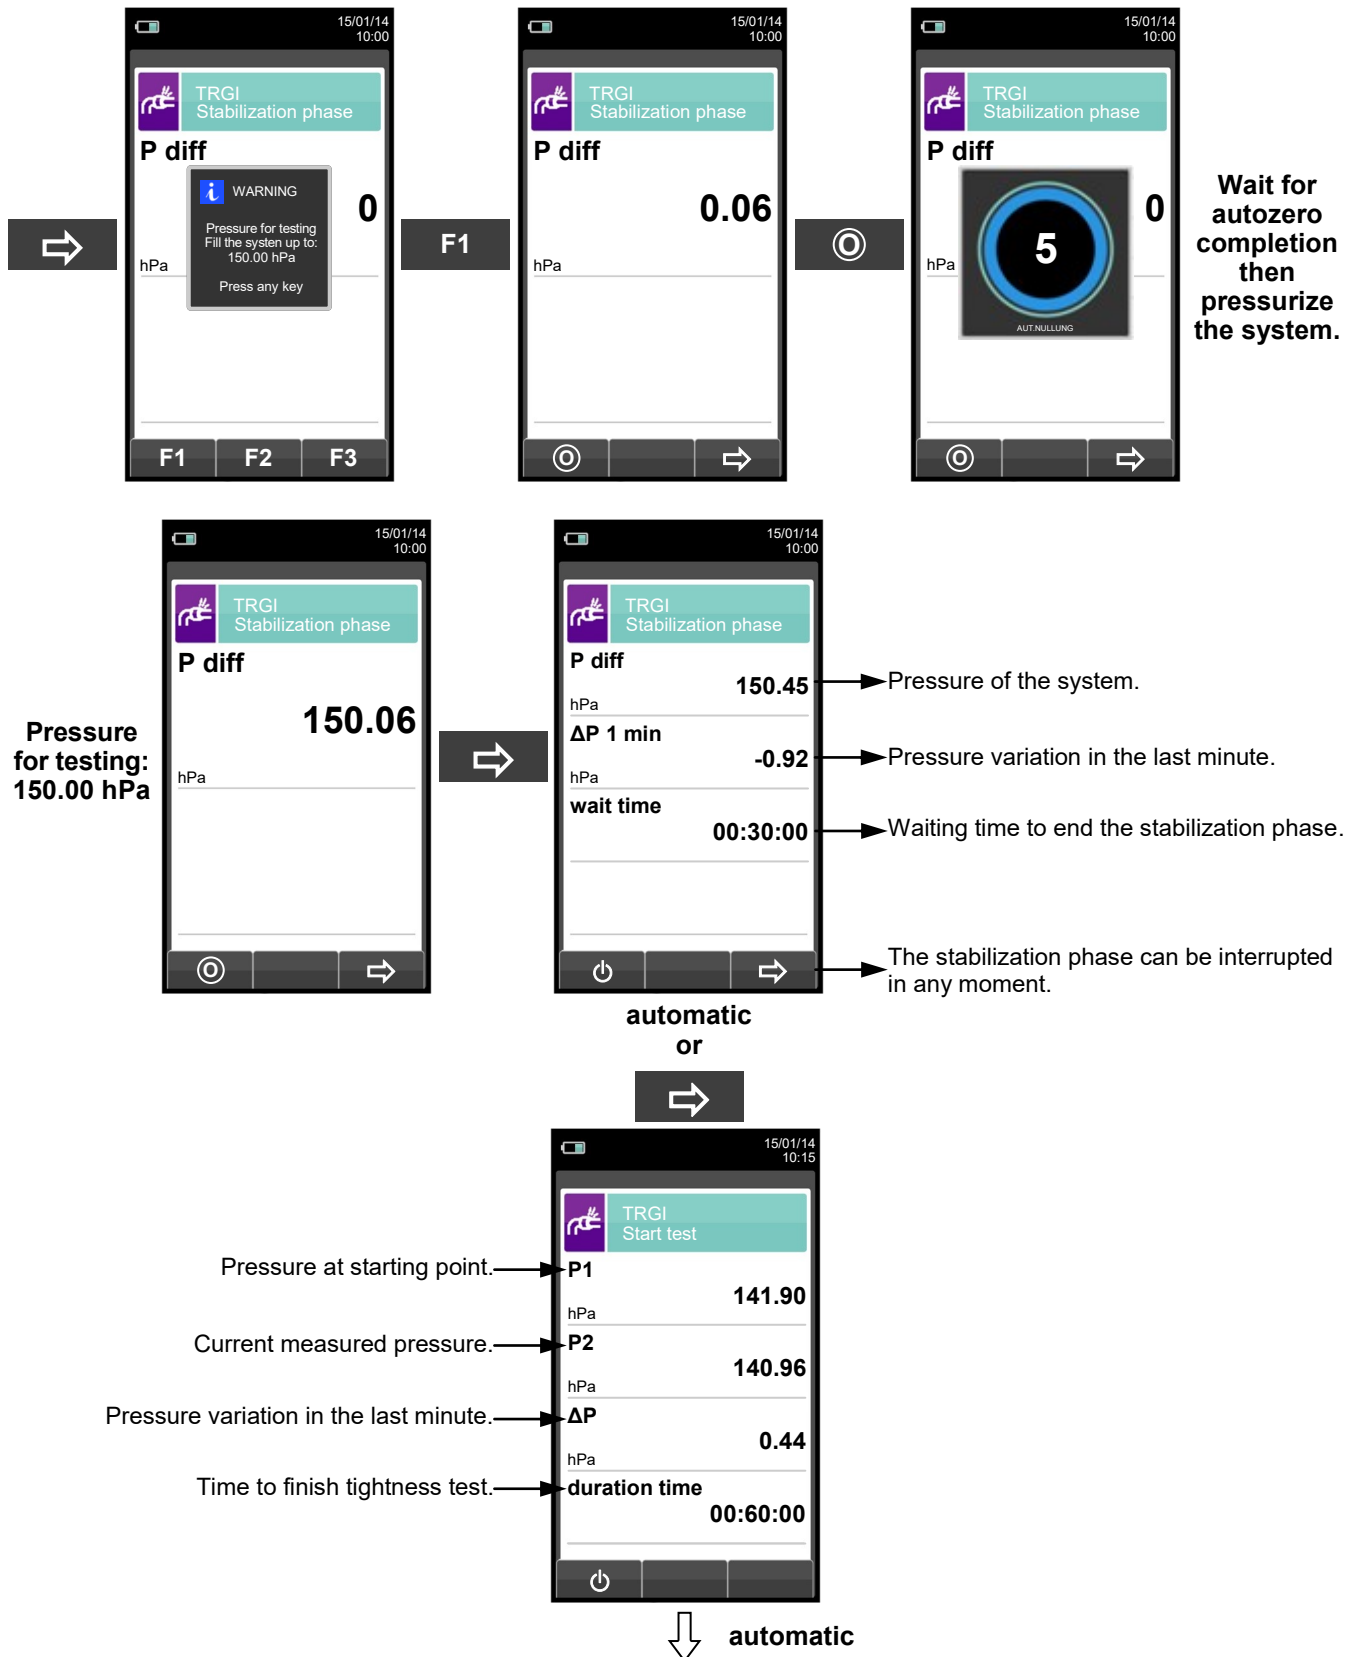 15/01/14
10:00
TRGI
Stabilization phase
P diff
0
hPa
WARNING
Pressure for testing
Fill the systen up to:
150.00 hPa
Press any key
F1 F2 F3
F1
15/01/14
10:00
TRGI
Stabilization phase
P diff
0.06
hPa
15/01/14
10:00
TRGI
Stabilization phase
P diff
0
hPa
5
AUT.NULLUNG
Wait for
autozero
completion
then
pressurize
the system.
Pressure
for testing:
150.00 hPa
15/01/14
10:00
TRGI
Stabilization phase
P diff
150.06
hPa
15/01/14
10:00
TRGI
Stabilization phase
P diff
150.45
hPa
Pressure of the system.
ΔP 1 min
-0.92
hPa
Pressure variation in the last minute.
wait time
00:30:00
Waiting time to end the stabilization phase.
The stabilization phase can be interrupted
in any moment.
automatic
or
15/01/14
10:15
TRGI
Start test
Pressure at starting point.
P1
141.90
hPa
Current measured pressure.
P2
140.96
hPa
Pressure variation in the last minute.
ΔP
0.44
hPa
Time to finish tightness test.
duration time
00:60:00
automatic